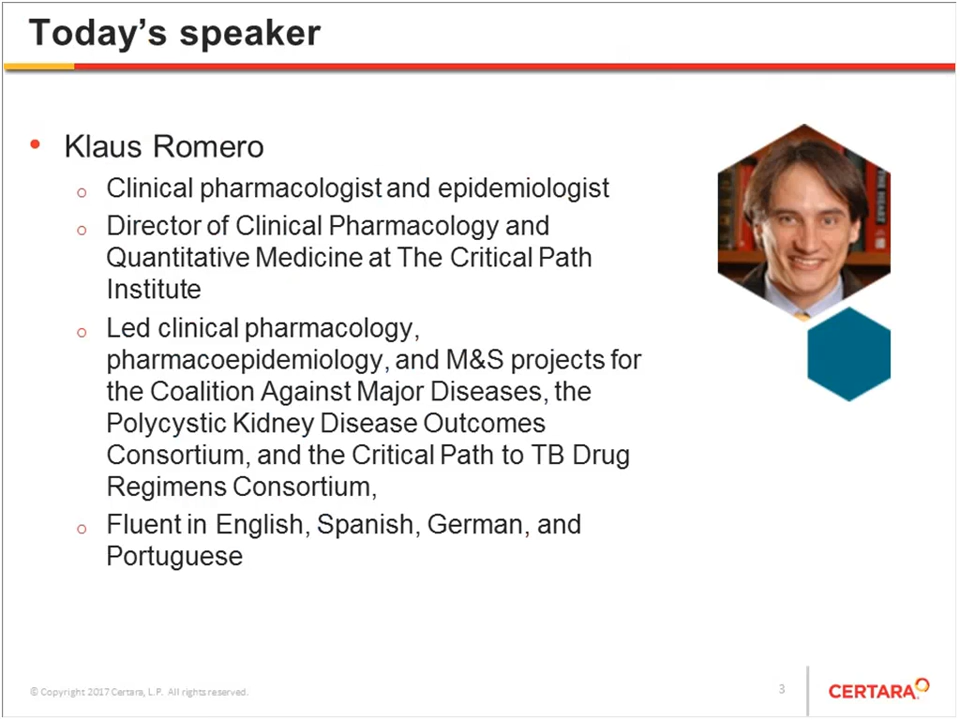 Today's speaker
• Klaus Romero
o Clinical pharmacologist and epidemiologist
o Director of Clinical Pharmacology and
Quantitative Medicine at The Critical Path
Institute
o Led clinical pharmacology,
pharmacoepidemiology, and M&S projects for
the Coalition Against Major Diseases, the
Polycystic Kidney Disease Outcomes
Consortium, and the Critical Path to TB Drug
Regimens Consortium,
o Fluent in English, Spanish, German, and
Portuguese
HEART
© Copyright 2017 Certara, L.P. All rights reserved.
3
CERTARA